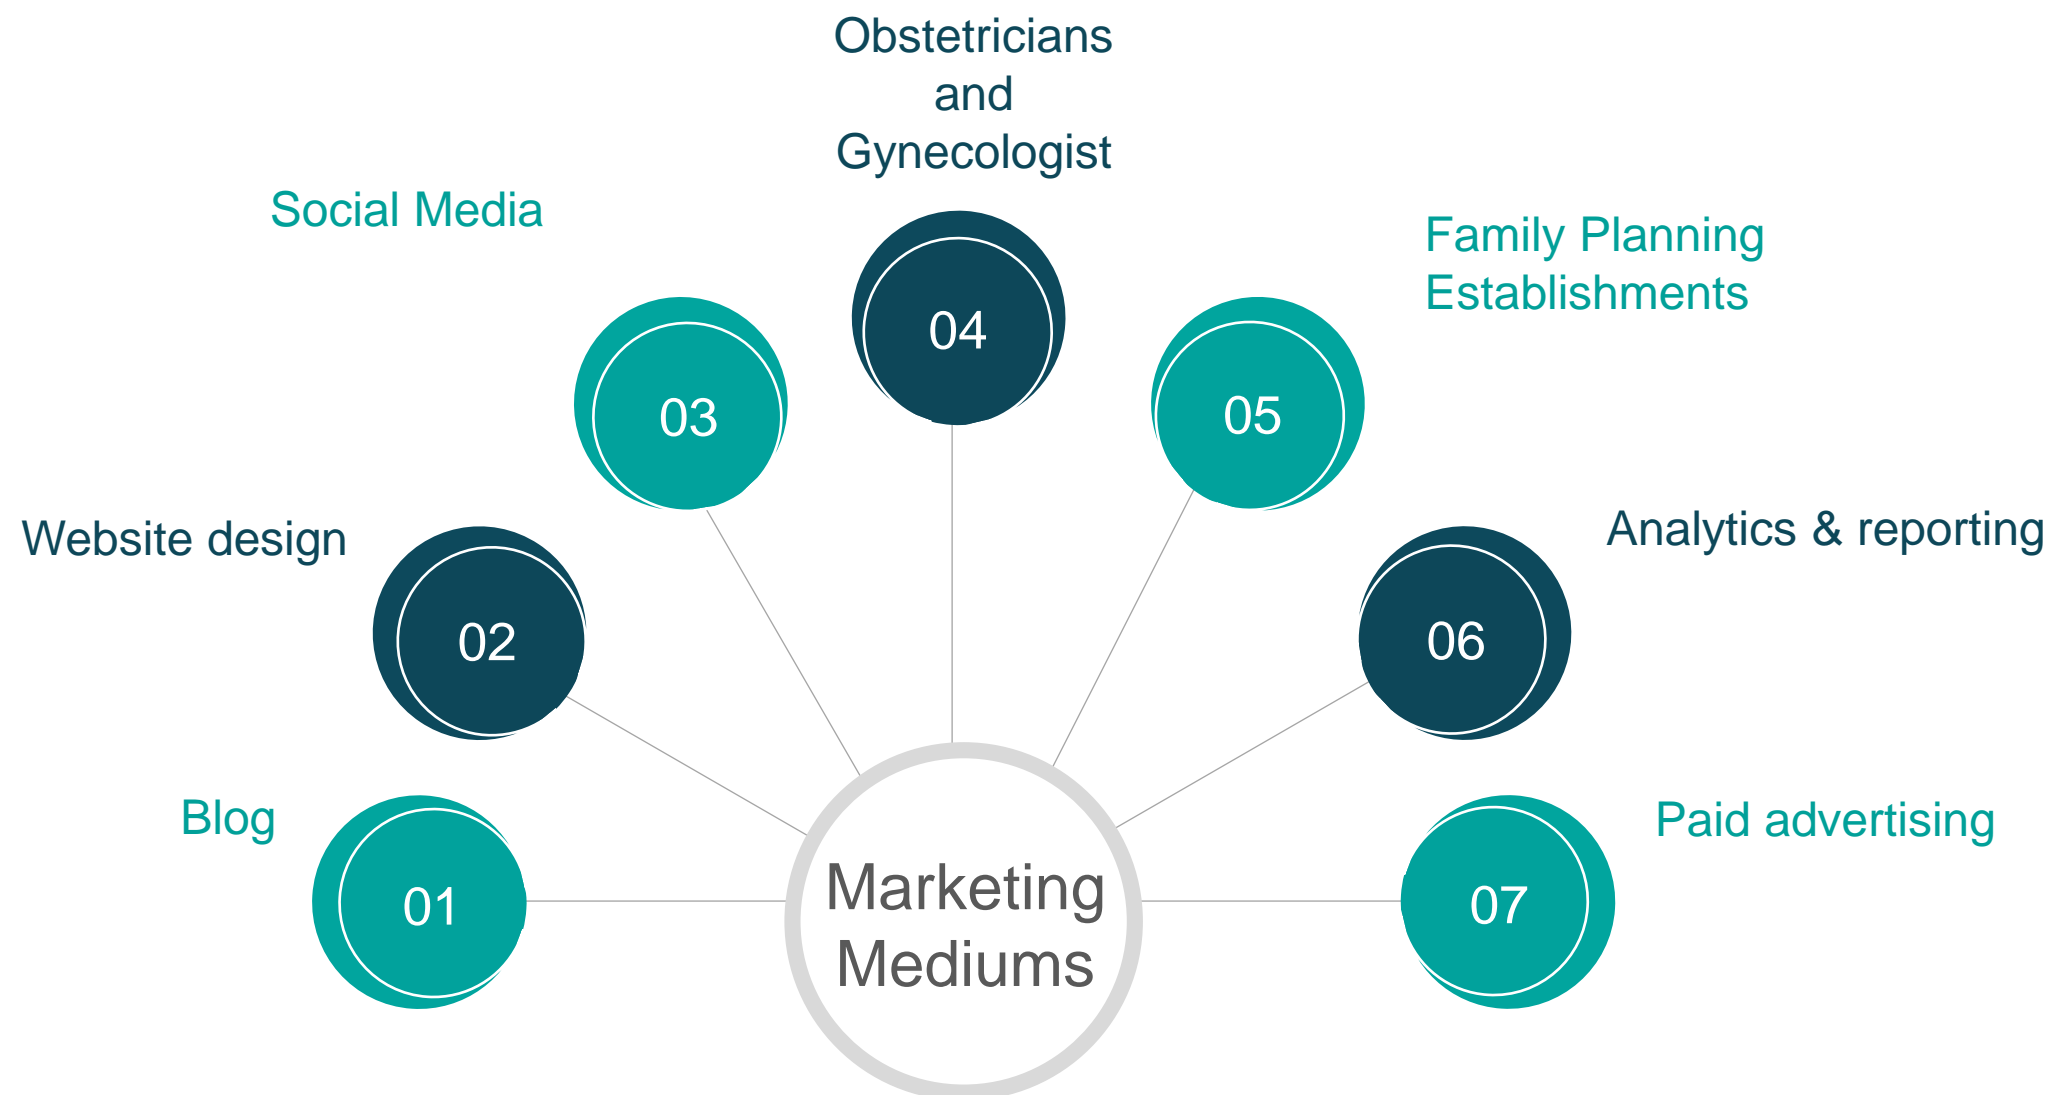 Obstetricians
and
Gynecologist
Social Media
Family Planning
Establishments
04
03
05
Website design
Analytics & reporting
02
06
Blog
Paid advertising
01
07
Marketing
Mediums